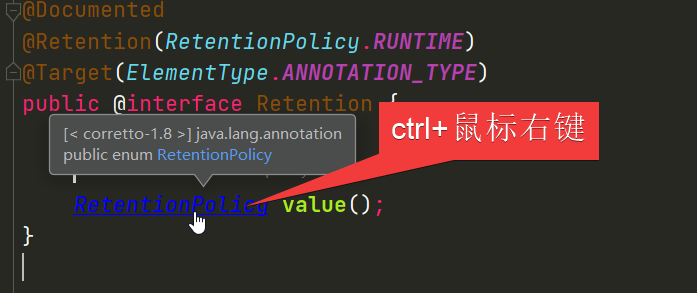 @Documented
@Retention(RetentionPolicy.RUNTIME)
@Target(ElementType.ANNOTATION_TYPE)
public @interface Retention {
[< corretto-1.8 >] java.lang.annotation
public enum RetentionPolicy
ctrl+鼠标右键
RetentionPolicy value();
}